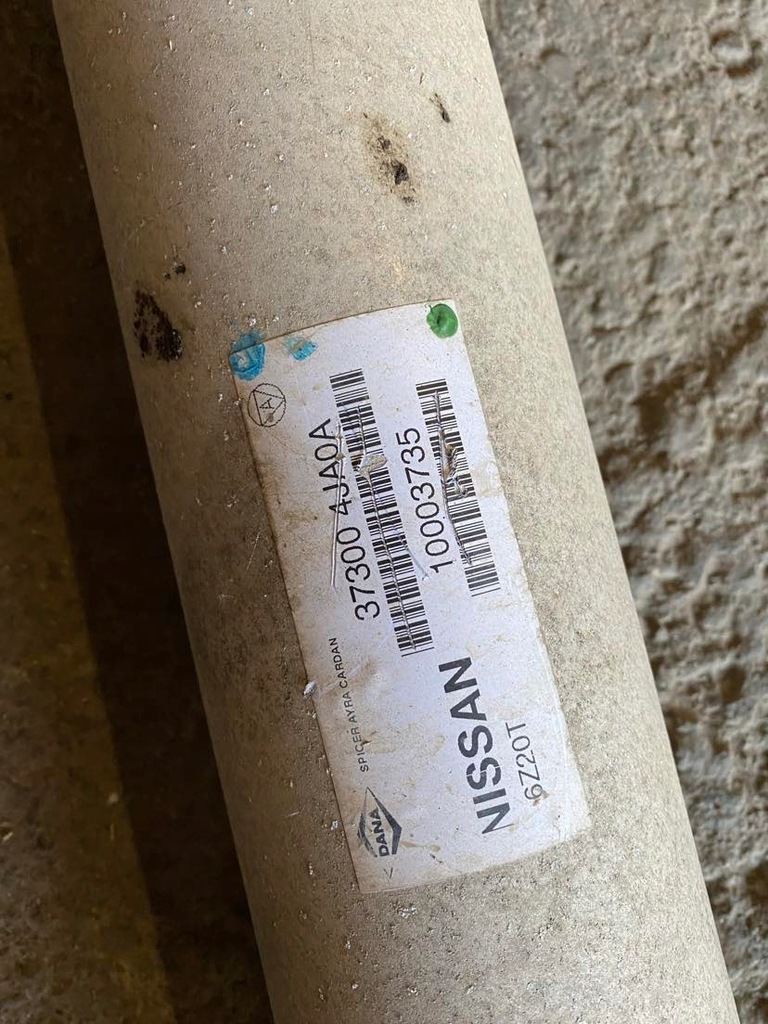 37300 4JA0A
10003735
SPICER AYRA CARDAN
DANA
NISSAN
6Z20T
A